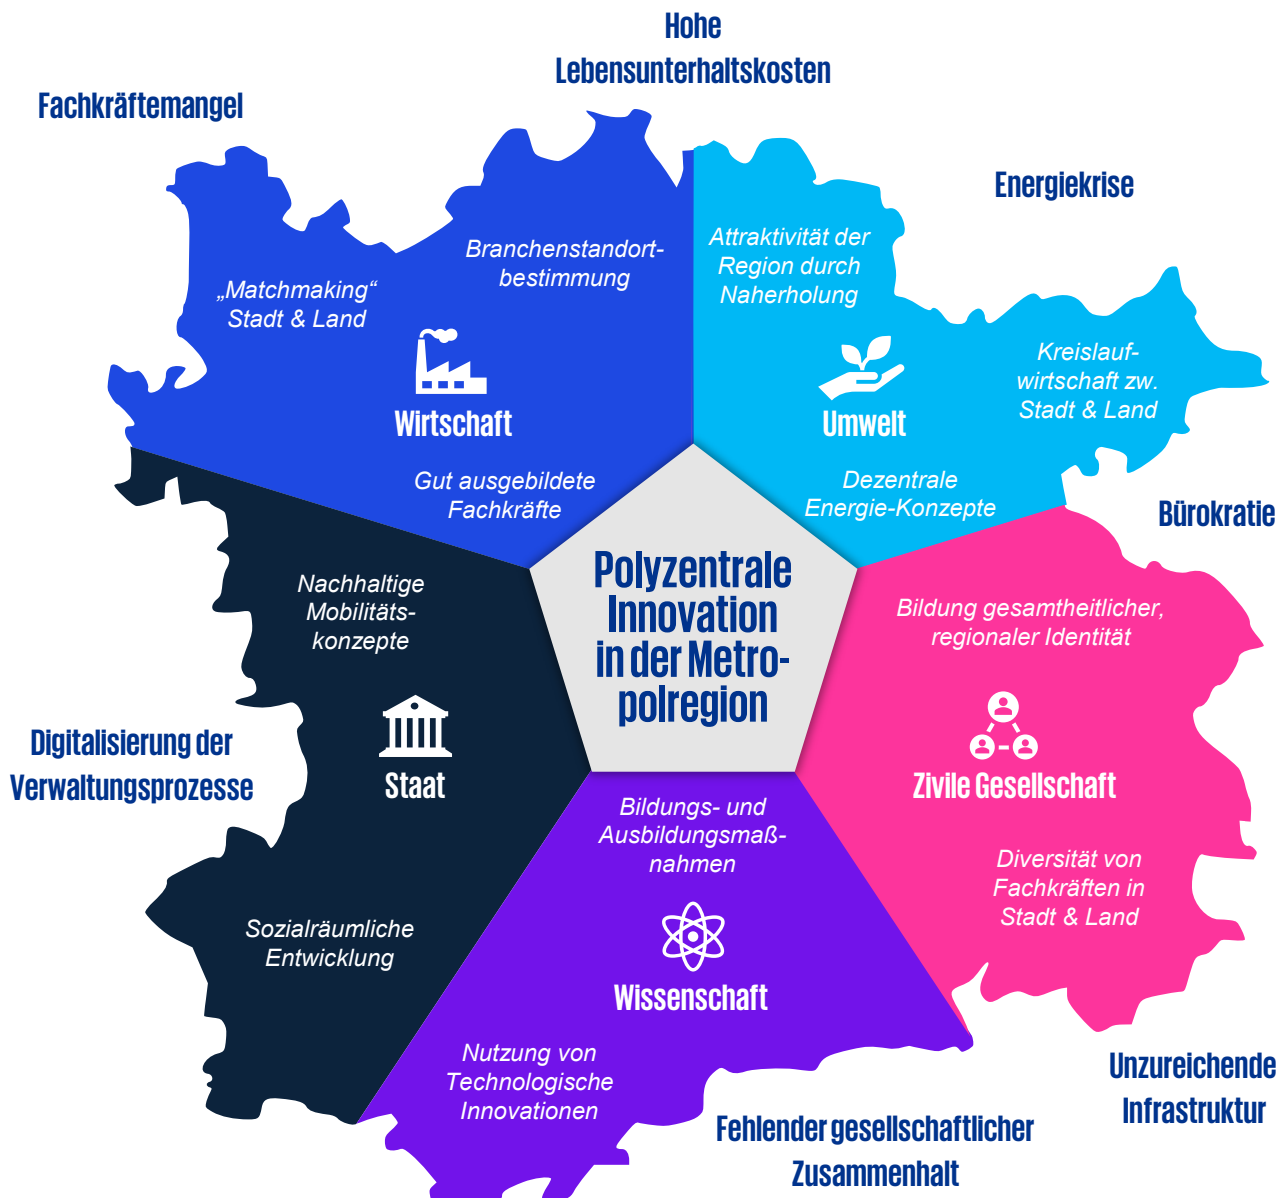 Hohe
Lebensunterhaltskosten
Fachkräftemangel
Energiekrise
Branchenstandort-
bestimmung
„Matchmaking“
Stadt & Land
Wirtschaft
Gut ausgebildete
Fachkräfte
Attraktivität der
Region durch
Naherholung
Kreislauf-
wirtschaft zw.
Stadt & Land
Umwelt
Dezentrale
Energie-Konzepte
Bürokratie
Polyzentrale
Innovation
in der Metro-
polregion
Nachhaltige
Mobilitäts-
konzepte
Staat
Sozialräumliche
Entwicklung
Digitalisierung der
Verwaltungsprozesse
Bildung gesamtheitlicher,
regionaler Identität
Zivile Gesellschaft
Diversität von
Fachkräften in
Stadt & Land
Bildungs- und
Ausbildungsmaß-
nahmen
Wissenschaft
Nutzung von
Technologische
Innovationen
Unzureichende
Infrastruktur
Fehlender gesellschaftlicher
Zusammenhalt